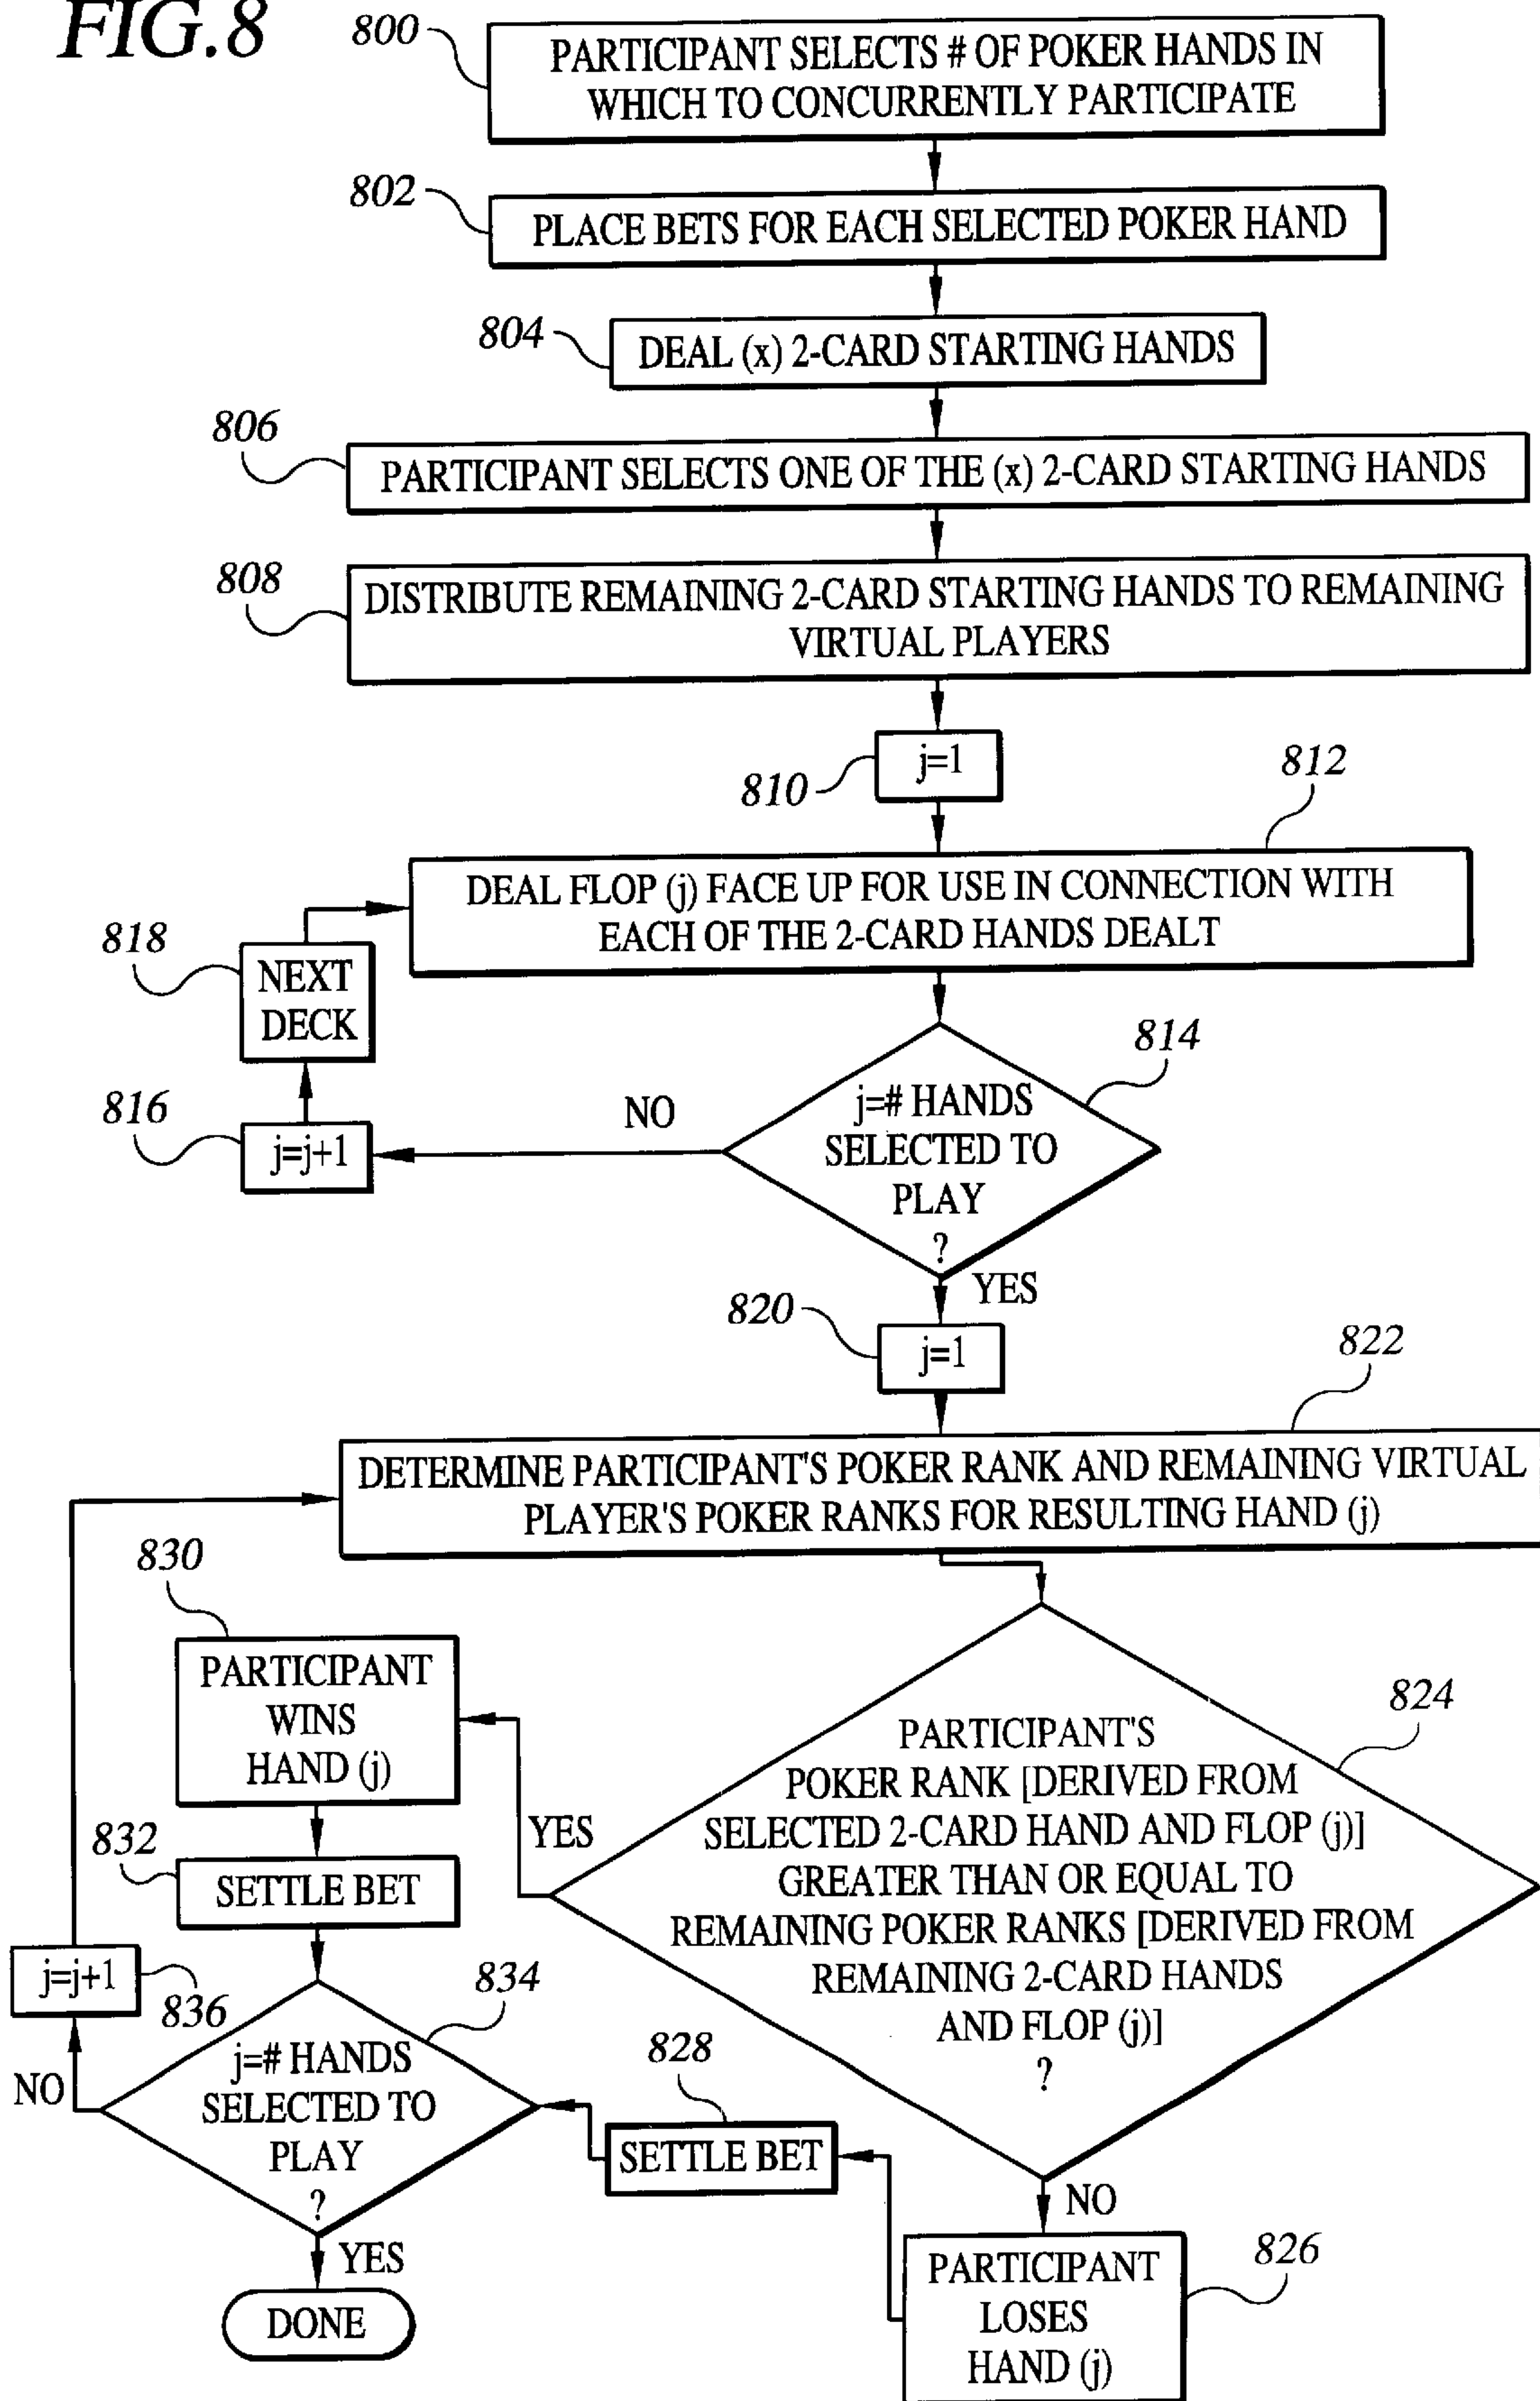 FIG.8
800
PARTICIPANT SELECTS # OF POKER HANDS IN
WHICH TO CONCURRENTLY PARTICIPATE
802
PLACE BETS FOR EACH SELECTED POKER HAND
804
DEAL (x) 2-CARD STARTING HANDS
806
PARTICIPANT SELECTS ONE OF THE (x) 2-CARD STARTING HANDS
808
DISTRIBUTE REMAINING 2-CARD STARTING HANDS TO REMAINING
VIRTUAL PLAYERS
j=1
810
812
DEAL FLOP (j) FACE UP FOR USE IN CONNECTION WITH
EACH OF THE 2-CARD HANDS DEALT
818
NEXT
DECK
814
j=# HANDS
SELECTED TO
PLAY
?
NO
816
j=j+1
YES
820
j=1
822
DETERMINE PARTICIPANT'S POKER RANK AND REMAINING VIRTUAL
PLAYER'S POKER RANKS FOR RESULTING HAND (j)
830
PARTICIPANT
WINS
HAND (j)
824
PARTICIPANT'S
POKER RANK [DERIVED FROM
SELECTED 2-CARD HAND AND FLOP (j)]
GREATER THAN OR EQUAL TO
REMAINING POKER RANKS [DERIVED FROM
REMAINING 2-CARD HANDS
AND FLOP (j)]
?
YES
832
SETTLE BET
j=j+1
836
834
j=# HANDS
SELECTED TO
PLAY
?
NO
828
SETTLE BET
NO
YES
DONE
826
PARTICIPANT
LOSES
HAND (j)